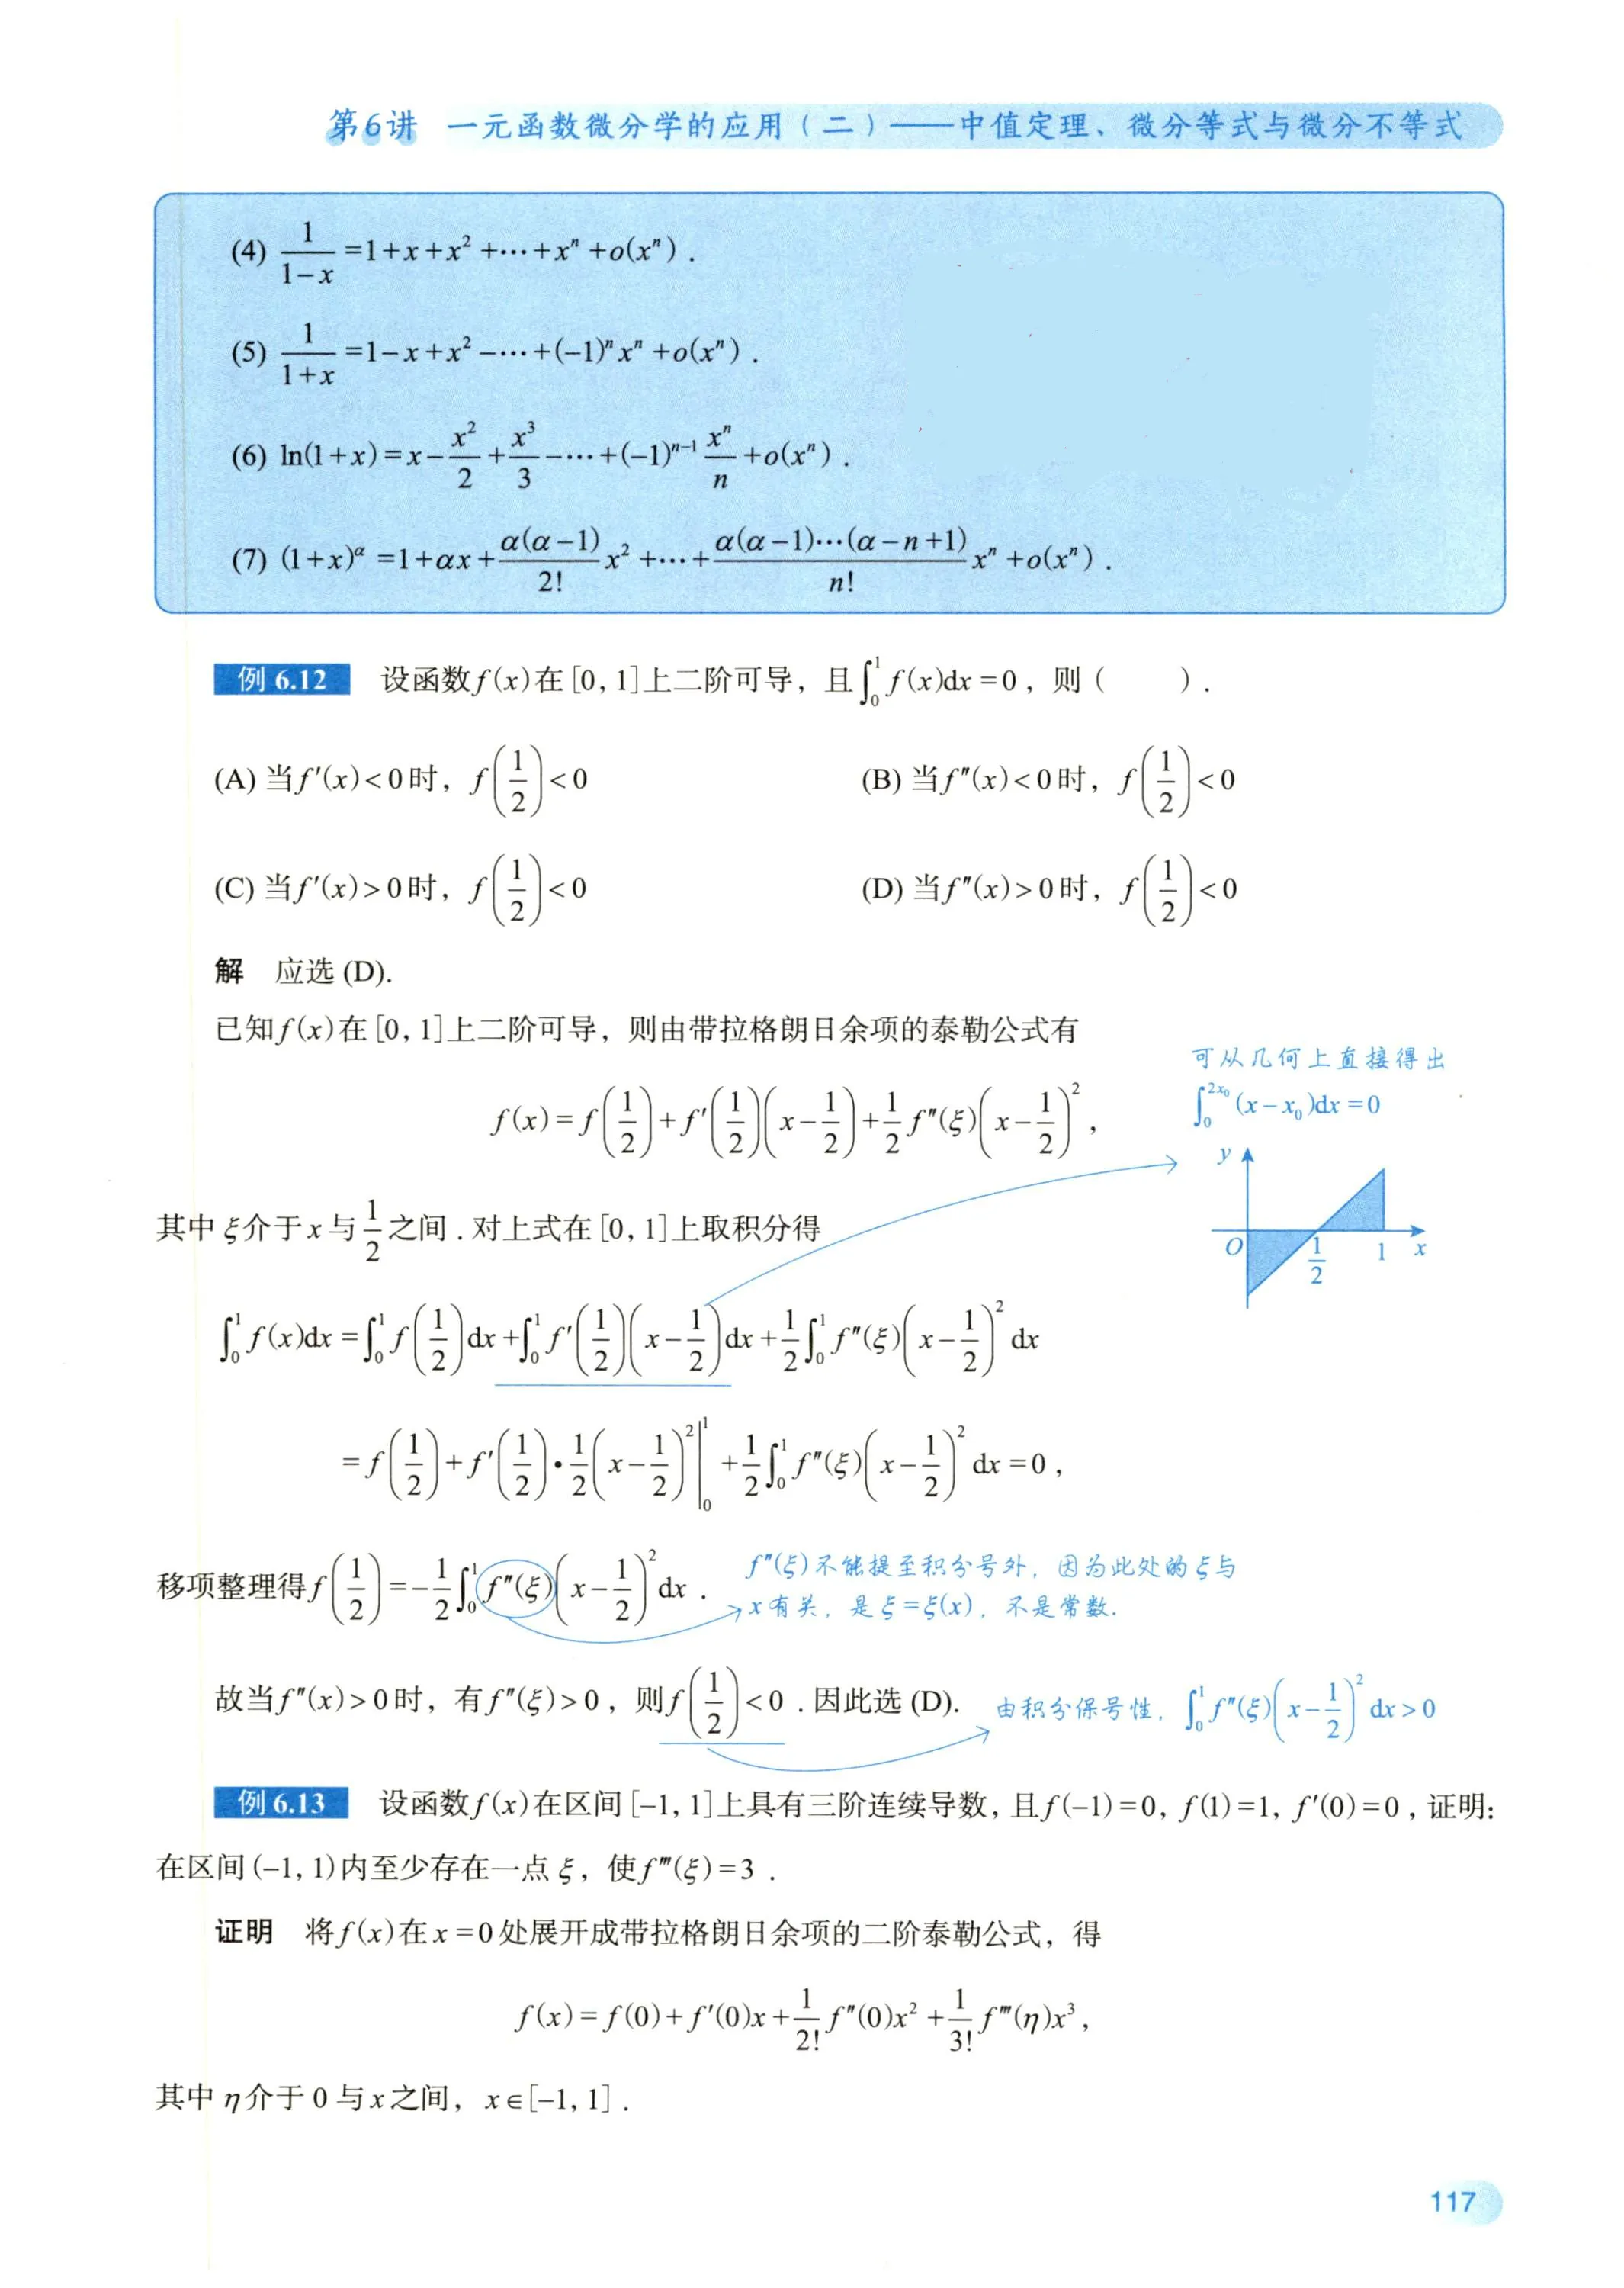 第6讲 一元函数微分学的应用(二)——中值定理、微分等式与微分不等式
(4) $\frac{1}{1-x}=1+x+x^2+\cdots+x^n+o(x^n)$.
(5) $\frac{1}{1+x}=1-x+x^2-\cdots+(-1)^n x^n+o(x^n)$.
(6) $\ln(1+x)=x-\frac{x^2}{2}+\frac{x^3}{3}-\cdots+(-1)^{n-1}\frac{x^n}{n}+o(x^n)$.
(7) $(1+x)^\alpha=1+\alpha x+\frac{\alpha(\alpha-1)}{2!}x^2+\cdots+\frac{\alpha(\alpha-1)\cdots(\alpha-n+1)}{n!}x^n+o(x^n)$.
例 6.12 设函数$f(x)$在$[0,1]$上二阶可导，且$\int_0^1 f(x)dx=0$，则( ).
(A) 当$f'(x)<0$时，$f\left(\frac{1}{2}\right)<0$ (B) 当$f''(x)<0$时，$f\left(\frac{1}{2}\right)<0$
(C) 当$f'(x)>0$时，$f\left(\frac{1}{2}\right)<0$ (D) 当$f''(x)>0$时，$f\left(\frac{1}{2}\right)<0$
解 应选 (D).
已知$f(x)$在$[0,1]$上二阶可导，则由带拉格朗日余项的泰勒公式有
$f(x)=f\left(\frac{1}{2}\right)+f'\left(\frac{1}{2}\right)\left(x-\frac{1}{2}\right)+\frac{1}{2}f''(\xi)\left(x-\frac{1}{2}\right)^2$,
可从几何上直接得出
$\int_0^{2x_0}(x-x_0)dx=0$
y
O
$\frac{1}{2}$
1
x
其中$\xi$介于$x$与$\frac{1}{2}$之间.对上式在$[0,1]$上取积分得
$\int_0^1 f(x)dx=\int_0^1 f\left(\frac{1}{2}\right)dx+\int_0^1 f'\left(\frac{1}{2}\right)\left(x-\frac{1}{2}\right)dx+\frac{1}{2}\int_0^1 f''(\xi)\left(x-\frac{1}{2}\right)^2dx$
$=f\left(\frac{1}{2}\right)+f'\left(\frac{1}{2}\right)\cdot\frac{1}{2}\left(x-\frac{1}{2}\right)^2\Big|_0^1+\frac{1}{2}\int_0^1 f''(\xi)\left(x-\frac{1}{2}\right)^2dx=0$,
移项整理得$f\left(\frac{1}{2}\right)=-\frac{1}{2}\int_0^1 f''(\xi)\left(x-\frac{1}{2}\right)^2dx$.
$f''(\xi)$不能提至积分号外，因为此处的$\xi$与
$x$有关，是$\xi=\xi(x)$，不是常数.
故当$f''(x)>0$时，有$f''(\xi)>0$，则$f\left(\frac{1}{2}\right)<0$.因此选 (D).
由积分保号性，$\int_0^1 f''(\xi)\left(x-\frac{1}{2}\right)^2dx>0$
例 6.13 设函数$f(x)$在区间$[-1,1]$上具有三阶连续导数，且$f(-1)=0$, $f(1)=1$, $f'(0)=0$，证明：
在区间$(-1,1)$内至少存在一点$\xi$，使$f'''(\xi)=3$.
证明 将$f(x)$在$x=0$处展开成带拉格朗日余项的二阶泰勒公式，得
$f(x)=f(0)+f'(0)x+\frac{1}{2!}f''(0)x^2+\frac{1}{3!}f'''(\eta)x^3$,
其中$\eta$介于 0 与$x$之间，$x\in[-1,1]$.
117